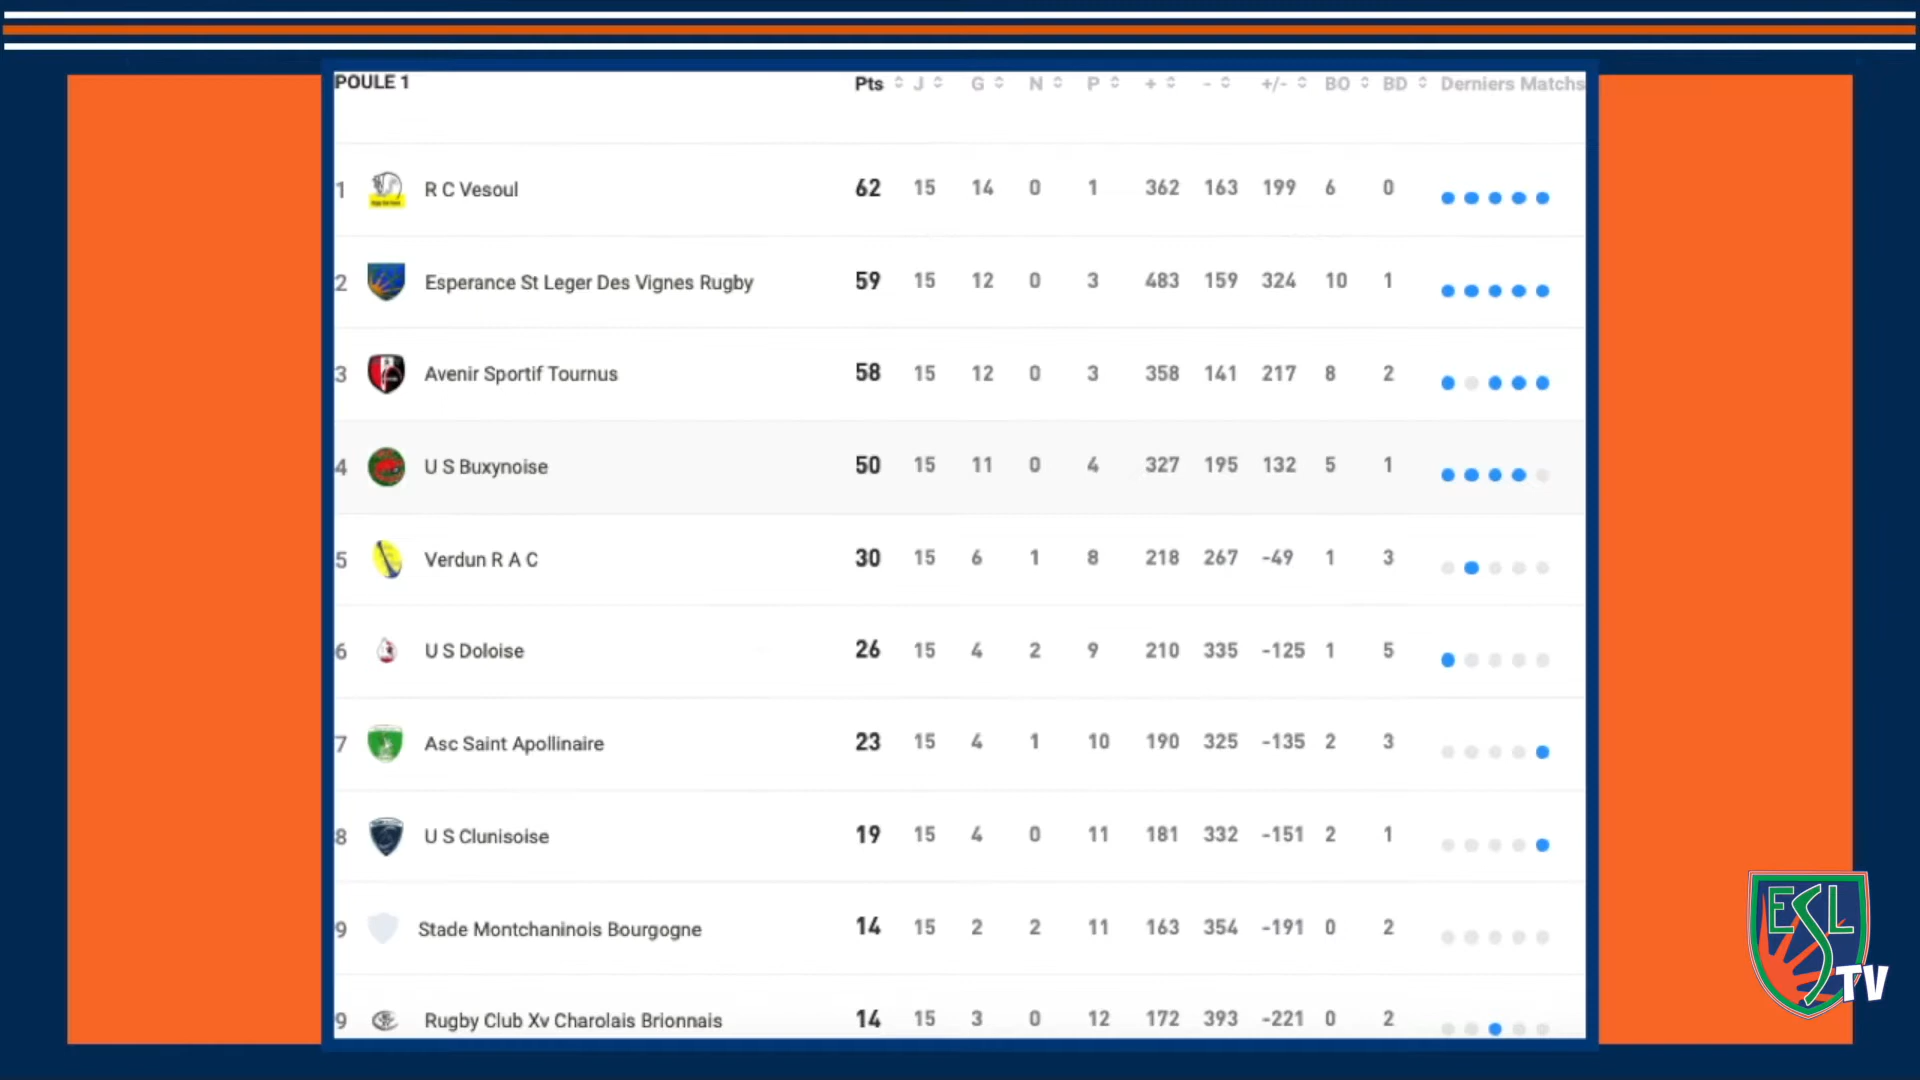 POULE 1 Pts J G N P + - +/- BO BD Derniers Matchs
1 R C Vesoul 62 15 14 0 1 362 163 199 6 0
2 Esperance St Leger Des Vignes Rugby 59 15 12 0 3 483 159 324 10 1
3 Avenir Sportif Tournus 58 15 12 0 3 358 141 217 8 2
4 U S Buxynoise 50 15 11 0 4 327 195 132 5 1
5 Verdun R A C 30 15 6 1 8 218 267 -49 1 3
6 U S Doloise 26 15 4 2 9 210 335 -125 1 5
7 Asc Saint Apollinaire 23 15 4 1 10 190 325 -135 2 3
8 U S Clunisoise 19 15 4 0 11 181 332 -151 2 1
9 Stade Montchaninois Bourgogne 14 15 2 2 11 163 354 -191 0 2
9 Rugby Club Xv Charolais Brionnais 14 15 3 0 12 172 393 -221 0 2
ESL
TV